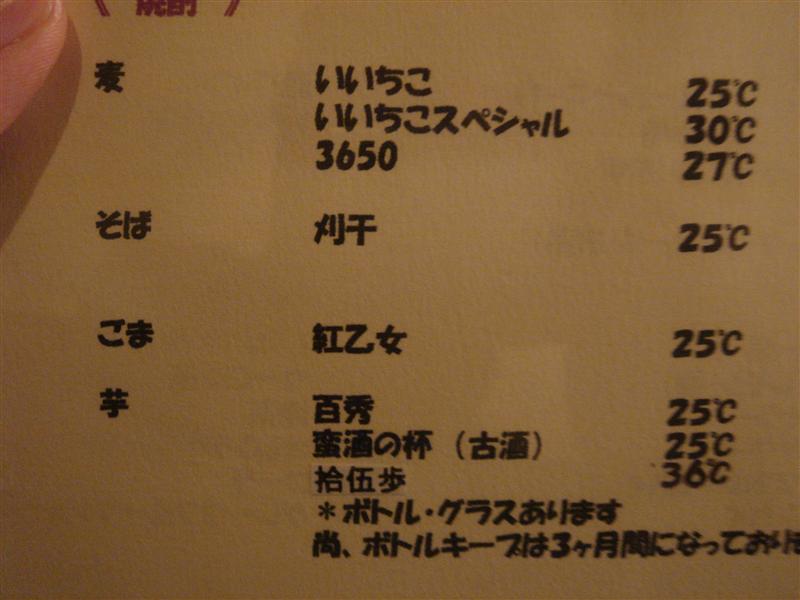 《 焼酎 》
麦 いいちこ 25℃
いいちこスペシャル 30℃
3650 27℃
そば 刈干 25℃
ごま 紅乙女 25℃
芋 百秀 25℃
蛮酒の杯（古酒） 25℃
拾伍歩 36℃
＊ボトル・グラスあります
尚、ボトルキープは3ヶ月間になっており